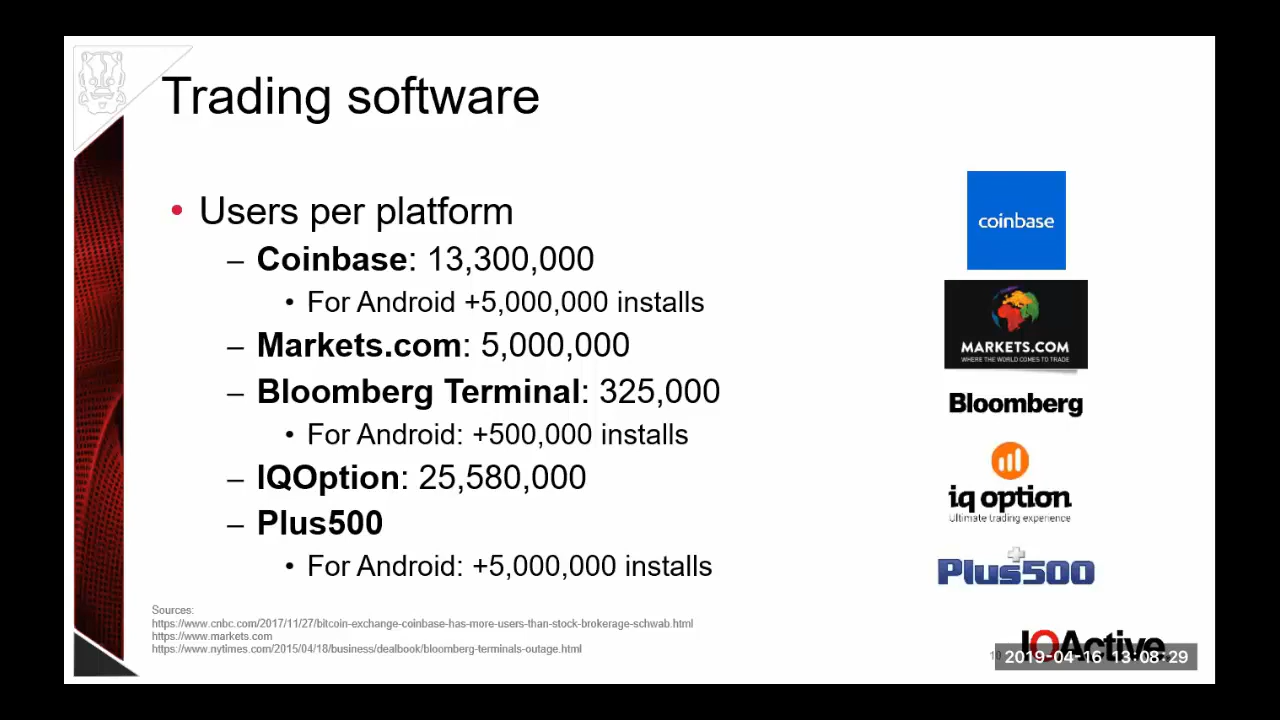 Trading software
• Users per platform
– Coinbase: 13,300,000
• For Android +5,000,000 installs
– Markets.com: 5,000,000
– Bloomberg Terminal: 325,000
• For Android: +500,000 installs
– IQOption: 25,580,000
– Plus500
• For Android: +5,000,000 installs
coinbase
MARKETS.COM
WHERE THE WORLD COMES TO TRADE
Bloomberg
iq option
Ultimate trading experience
Plus500
Sources:
https://www.cnbc.com/2017/11/27/bitcoin-exchange-coinbase-has-more-users-than-stock-brokerage-schwab.html
https://www.markets.com
https://www.nytimes.com/2015/04/18/business/dealbook/bloomberg-terminals-outage.html
IOActive
2019-04-16 13:08:29